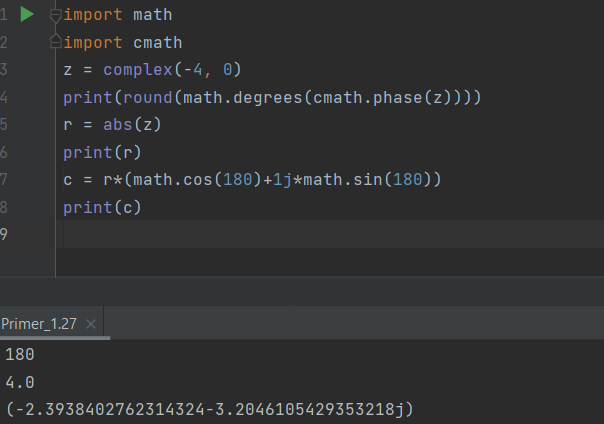 1 import math
2 import cmath
3 z = complex(-4, 0)
4 print(round(math.degrees(cmath.phase(z))))
5 r = abs(z)
6 print(r)
7 c = r*(math.cos(180)+1j*math.sin(180))
8 print(c)
9
Primer_1.27 ×
180
4.0
(-2.3938402762314324-3.2046105429353218j)